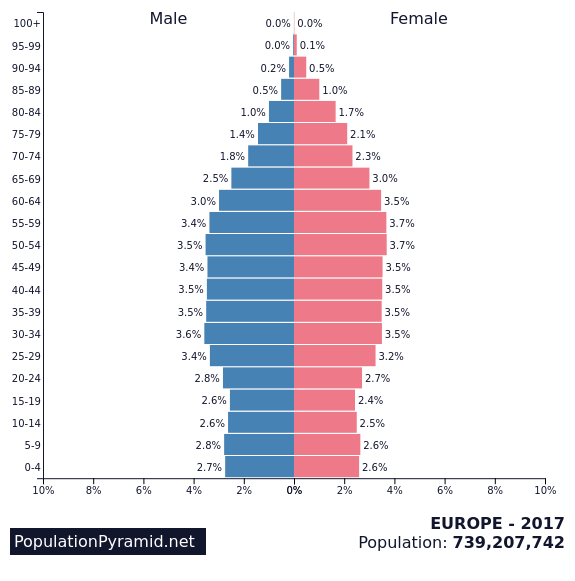 Male Female
100+ 0.0% 0.0%
95-99 0.0% 0.1%
90-94 0.2% 0.5%
85-89 0.5% 1.0%
80-84 1.0% 1.7%
75-79 1.4% 2.1%
70-74 1.8% 2.3%
65-69 2.5% 3.0%
60-64 3.0% 3.5%
55-59 3.4% 3.7%
50-54 3.5% 3.7%
45-49 3.4% 3.5%
40-44 3.5% 3.5%
35-39 3.5% 3.5%
30-34 3.6% 3.5%
25-29 3.4% 3.2%
20-24 2.8% 2.7%
15-19 2.6% 2.4%
10-14 2.6% 2.5%
5-9 2.8% 2.6%
0-4 2.7% 2.6%
10% 8% 6% 4% 2% 0% 2% 4% 6% 8% 10%
EUROPE - 2017
PopulationPyramid.net Population: 739,207,742